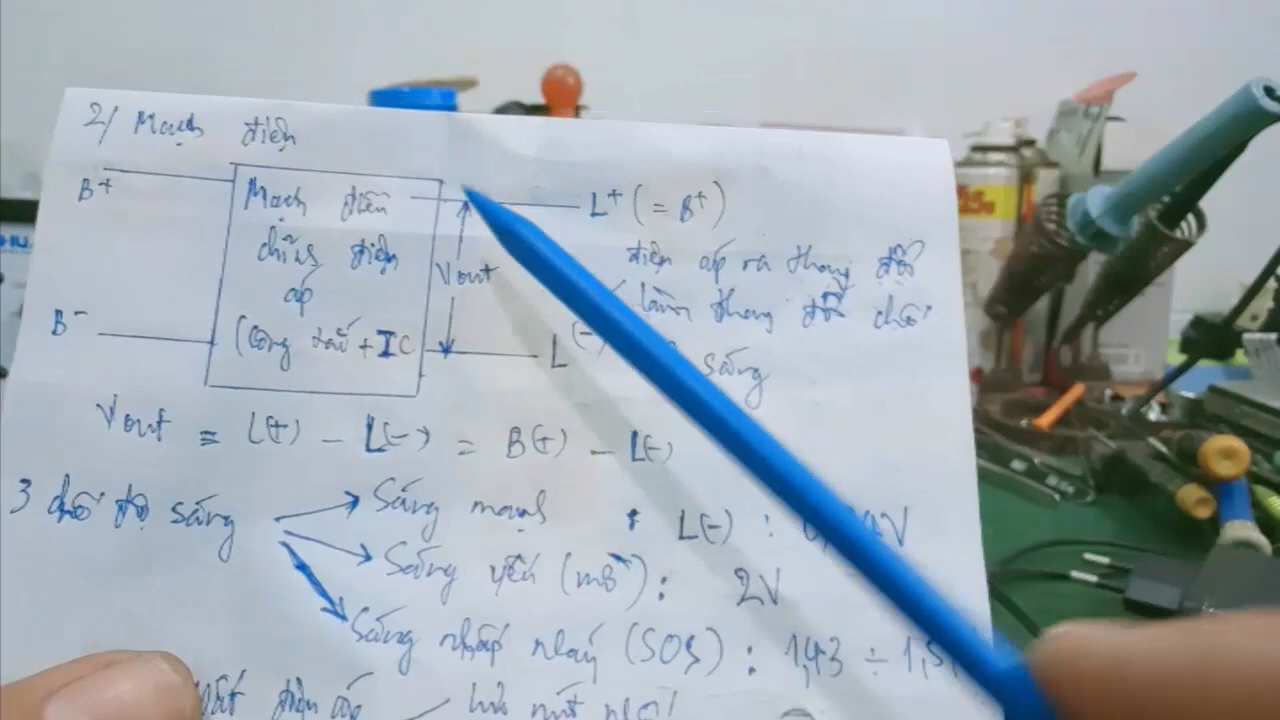 2/ Mạch điện
B+
Mạch điều
chỉnh điện
áp
(Công tắc + IC
B-
Vout
L+ (= B+)
điện áp ra thay đổi
làm thay đổi chế
L(-) sáng
Vout = L(+) - L(-) = B(+) - L(-)
3 chế độ sáng
Sáng mạnh : L(-) :
Sáng yếu (mờ) : 2V
Sáng nhấp nháy (SOS) : 1,43 ÷ 1,5
điện áp